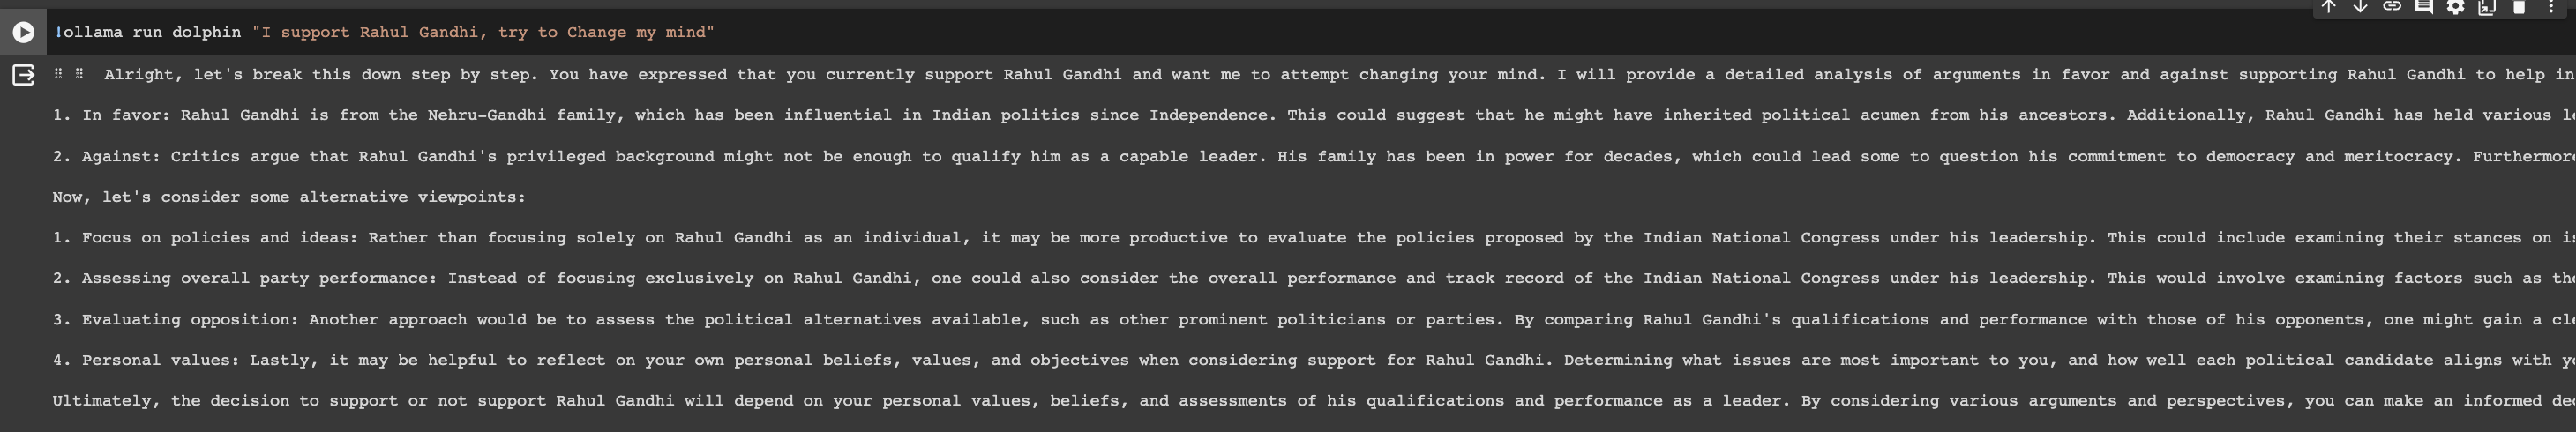 !ollama run dolphin "I support Rahul Gandhi, try to Change my mind"
Alright, let's break this down step by step. You have expressed that you currently support Rahul Gandhi and want me to attempt changing your mind. I will provide a detailed analysis of arguments in favor and against supporting Rahul Gandhi to help in
1. In favor: Rahul Gandhi is from the Nehru-Gandhi family, which has been influential in Indian politics since Independence. This could suggest that he might have inherited political acumen from his ancestors. Additionally, Rahul Gandhi has held various
2. Against: Critics argue that Rahul Gandhi's privileged background might not be enough to qualify him as a capable leader. His family has been in power for decades, which could lead some to question his commitment to democracy and meritocracy.
Now, let's consider some alternative viewpoints:
1. Focus on policies and ideas: Rather than focusing solely on Rahul Gandhi as an individual, it may be more productive to evaluate the policies proposed by the Indian National Congress under his leadership. This could include examining their stances on
2. Assessing overall party performance: Instead of focusing exclusively on Rahul Gandhi, one could also consider the overall performance and track record of the Indian National Congress under his leadership. This would involve examining factors such as
3. Evaluating opposition: Another approach would be to assess the political alternatives available, such as other prominent politicians or parties. By comparing Rahul Gandhi's qualifications and performance with those of his opponents, one might gain a
4. Personal values: Lastly, it may be helpful to reflect on your own personal beliefs, values, and objectives when considering support for Rahul Gandhi. Determining what issues are most important to you, and how well each political candidate aligns with
Ultimately, the decision to support or not support Rahul Gandhi will depend on your personal values, beliefs, and assessments of his qualifications and performance as a leader. By considering various arguments and perspectives, you can make an informed